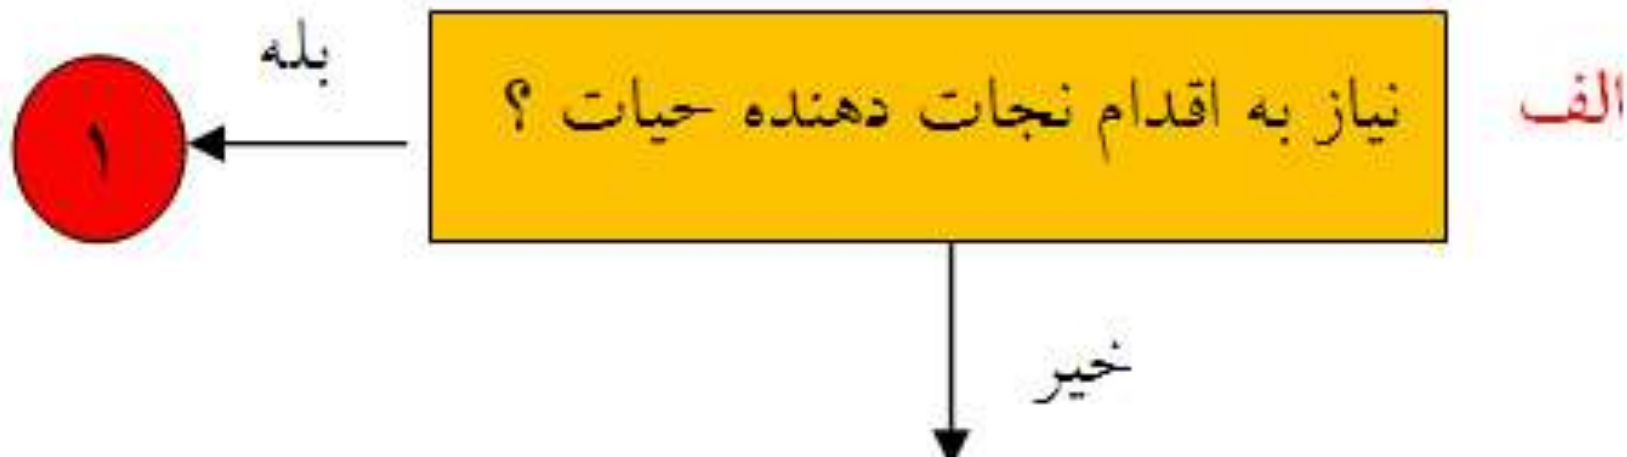 الف
نیاز به اقدام نجات دهنده حیات ؟
بله
۱
خیر